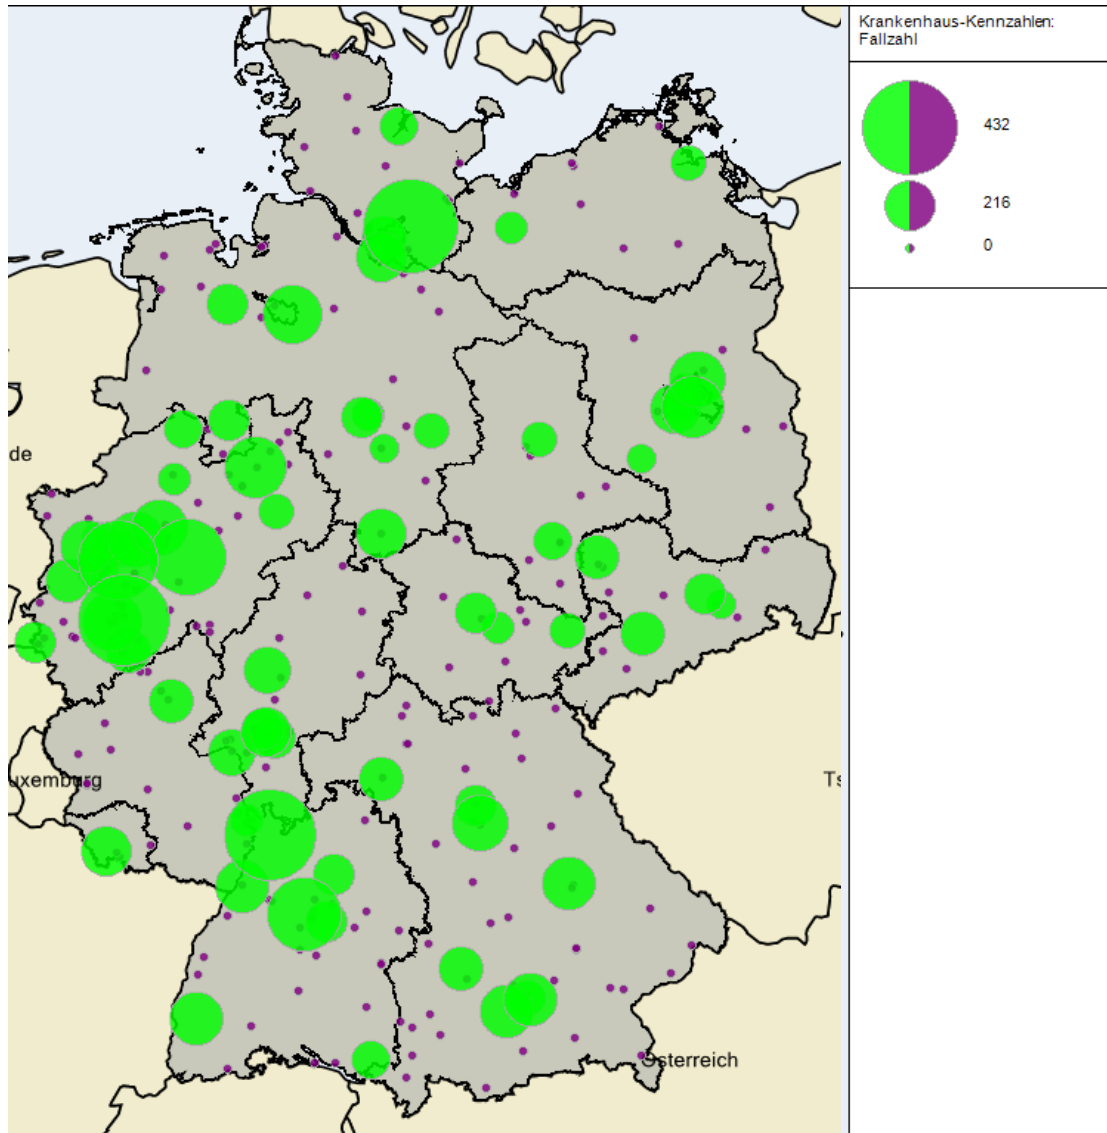 Krankenhaus-Kennzahlen:
Fallzahl
432
216
0
de
uxemburg
Ts
Österreich